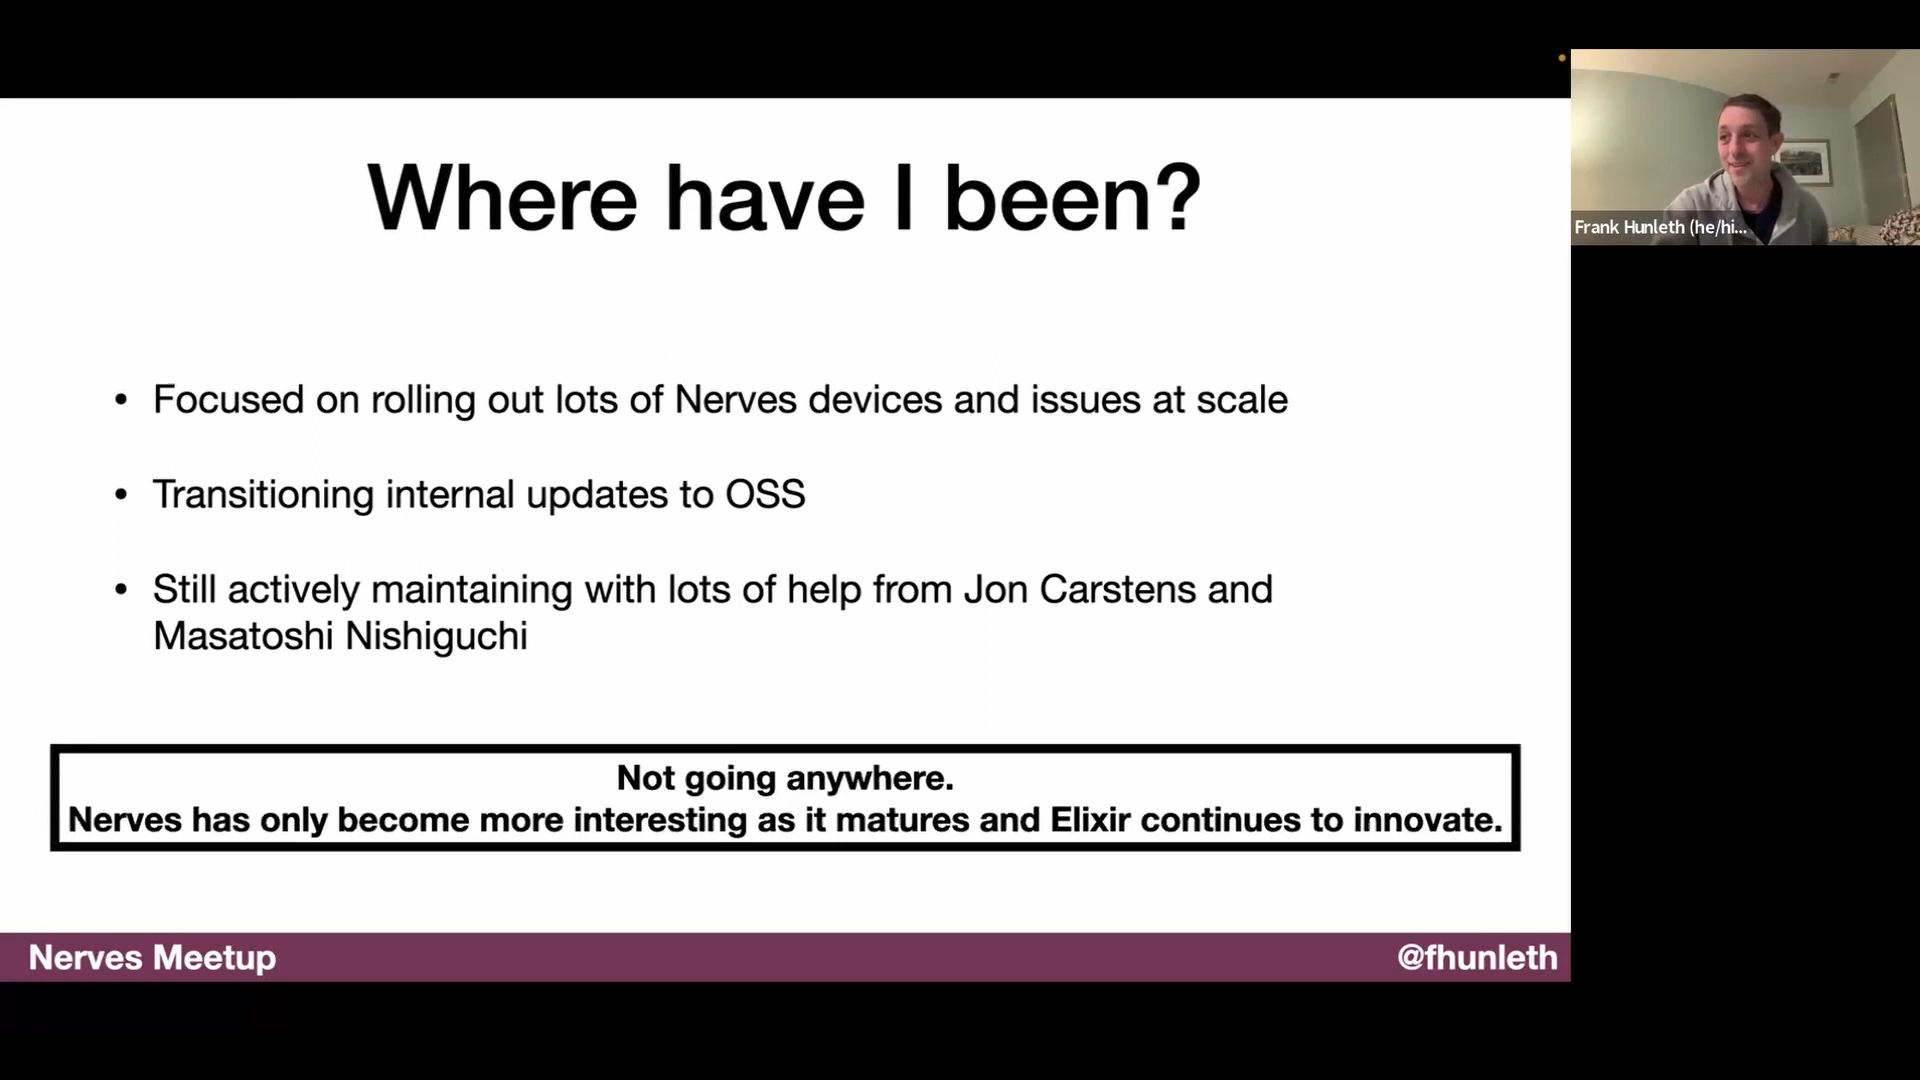 Where have I been?
Frank Hunleth (he/hi...
• Focused on rolling out lots of Nerves devices and issues at scale
• Transitioning internal updates to OSS
• Still actively maintaining with lots of help from Jon Carstens and
Masatoshi Nishiguchi
Not going anywhere.
Nerves has only become more interesting as it matures and Elixir continues to innovate.
Nerves Meetup
@fhunleth